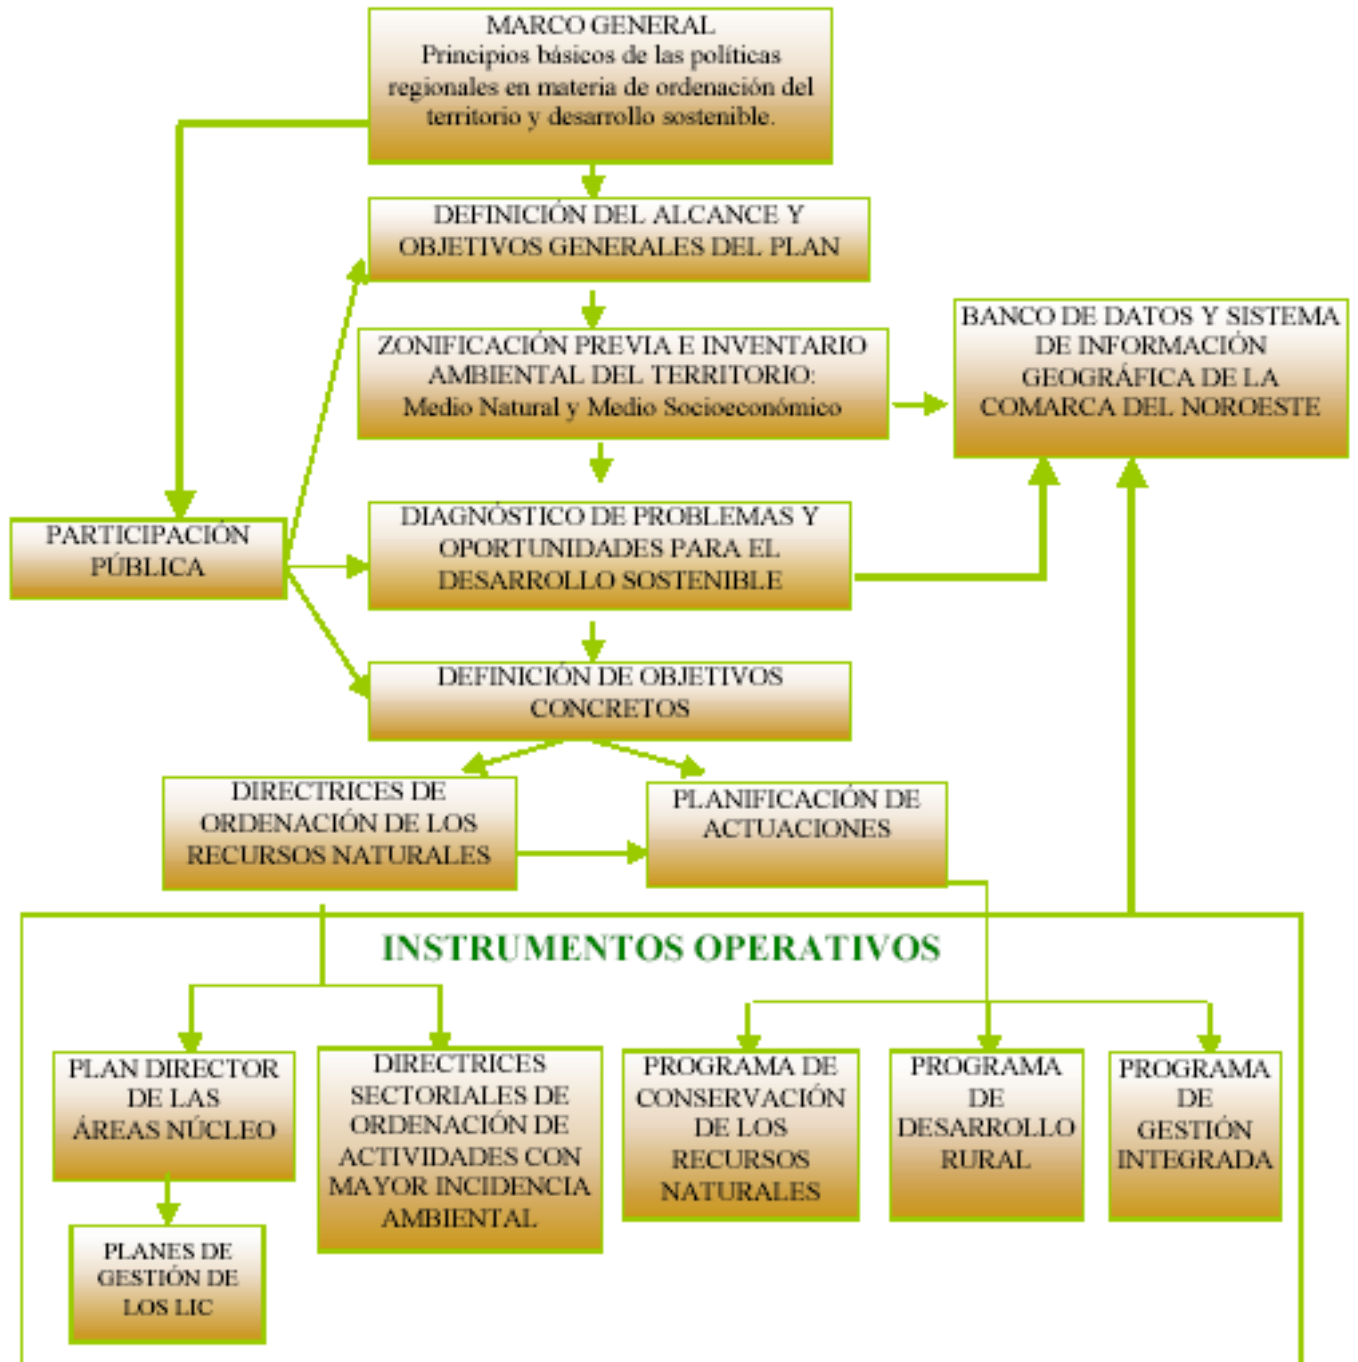 MARCO GENERAL
Principios básicos de las políticas
regionales en materia de ordenación del
territorio y desarrollo sostenible.
DEFINICIÓN DEL ALCANCE Y
OBJETIVOS GENERALES DEL PLAN
ZONIFICACIÓN PREVIA E INVENTARIO
AMBIENTAL DEL TERRITORIO:
Medio Natural y Medio Socioeconómico
BANCO DE DATOS Y SISTEMA
DE INFORMACIÓN
GEOGRÁFICA DE LA
COMARCA DEL NOROESTE
PARTICIPACIÓN
PÚBLICA
DIAGNÓSTICO DE PROBLEMAS Y
OPORTUNIDADES PARA EL
DESARROLLO SOSTENIBLE
DEFINICIÓN DE OBJETIVOS
CONCRETOS
DIRECTRICES DE
ORDENACIÓN DE LOS
RECURSOS NATURALES
PLANIFICACIÓN DE
ACTUACIONES
INSTRUMENTOS OPERATIVOS
PLAN DIRECTOR
DE LAS
ÁREAS NÚCLEO
DIRECTRICES
SECTORIALES DE
ORDENACIÓN DE
ACTIVIDADES CON
MAYOR INCIDENCIA
AMBIENTAL
PROGRAMA DE
CONSERVACIÓN
DE LOS
RECURSOS
NATURALES
PROGRAMA
DE
DESARROLLO
RURAL
PROGRAMA
DE
GESTIÓN
INTEGRADA
PLANES DE
GESTIÓN DE
LOS LIC